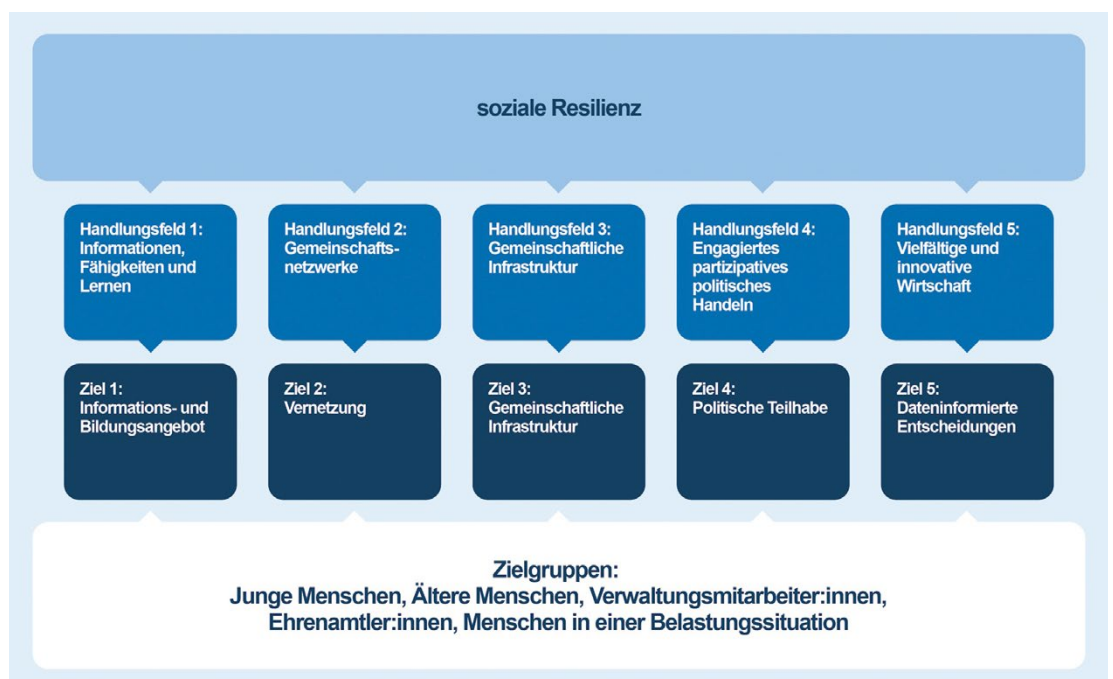 soziale Resilienz
Handlungsfeld 1:
Informationen,
Fähigkeiten und
Lernen
Handlungsfeld 2:
Gemeinschafts-
netzwerke
Handlungsfeld 3:
Gemeinschaftliche
Infrastruktur
Handlungsfeld 4:
Engagiertes
partizipatives
politisches
Handeln
Handlungsfeld 5:
Vielfältige und
innovative
Wirtschaft
Ziel 1:
Informations- und
Bildungsangebot
Ziel 2:
Vernetzung
Ziel 3:
Gemeinschaftliche
Infrastruktur
Ziel 4:
Politische Teilhabe
Ziel 5:
Dateninformierte
Entscheidungen
Zielgruppen:
Junge Menschen, Ältere Menschen, Verwaltungsmitarbeiter:innen,
Ehrenamtler:innen, Menschen in einer Belastungssituation